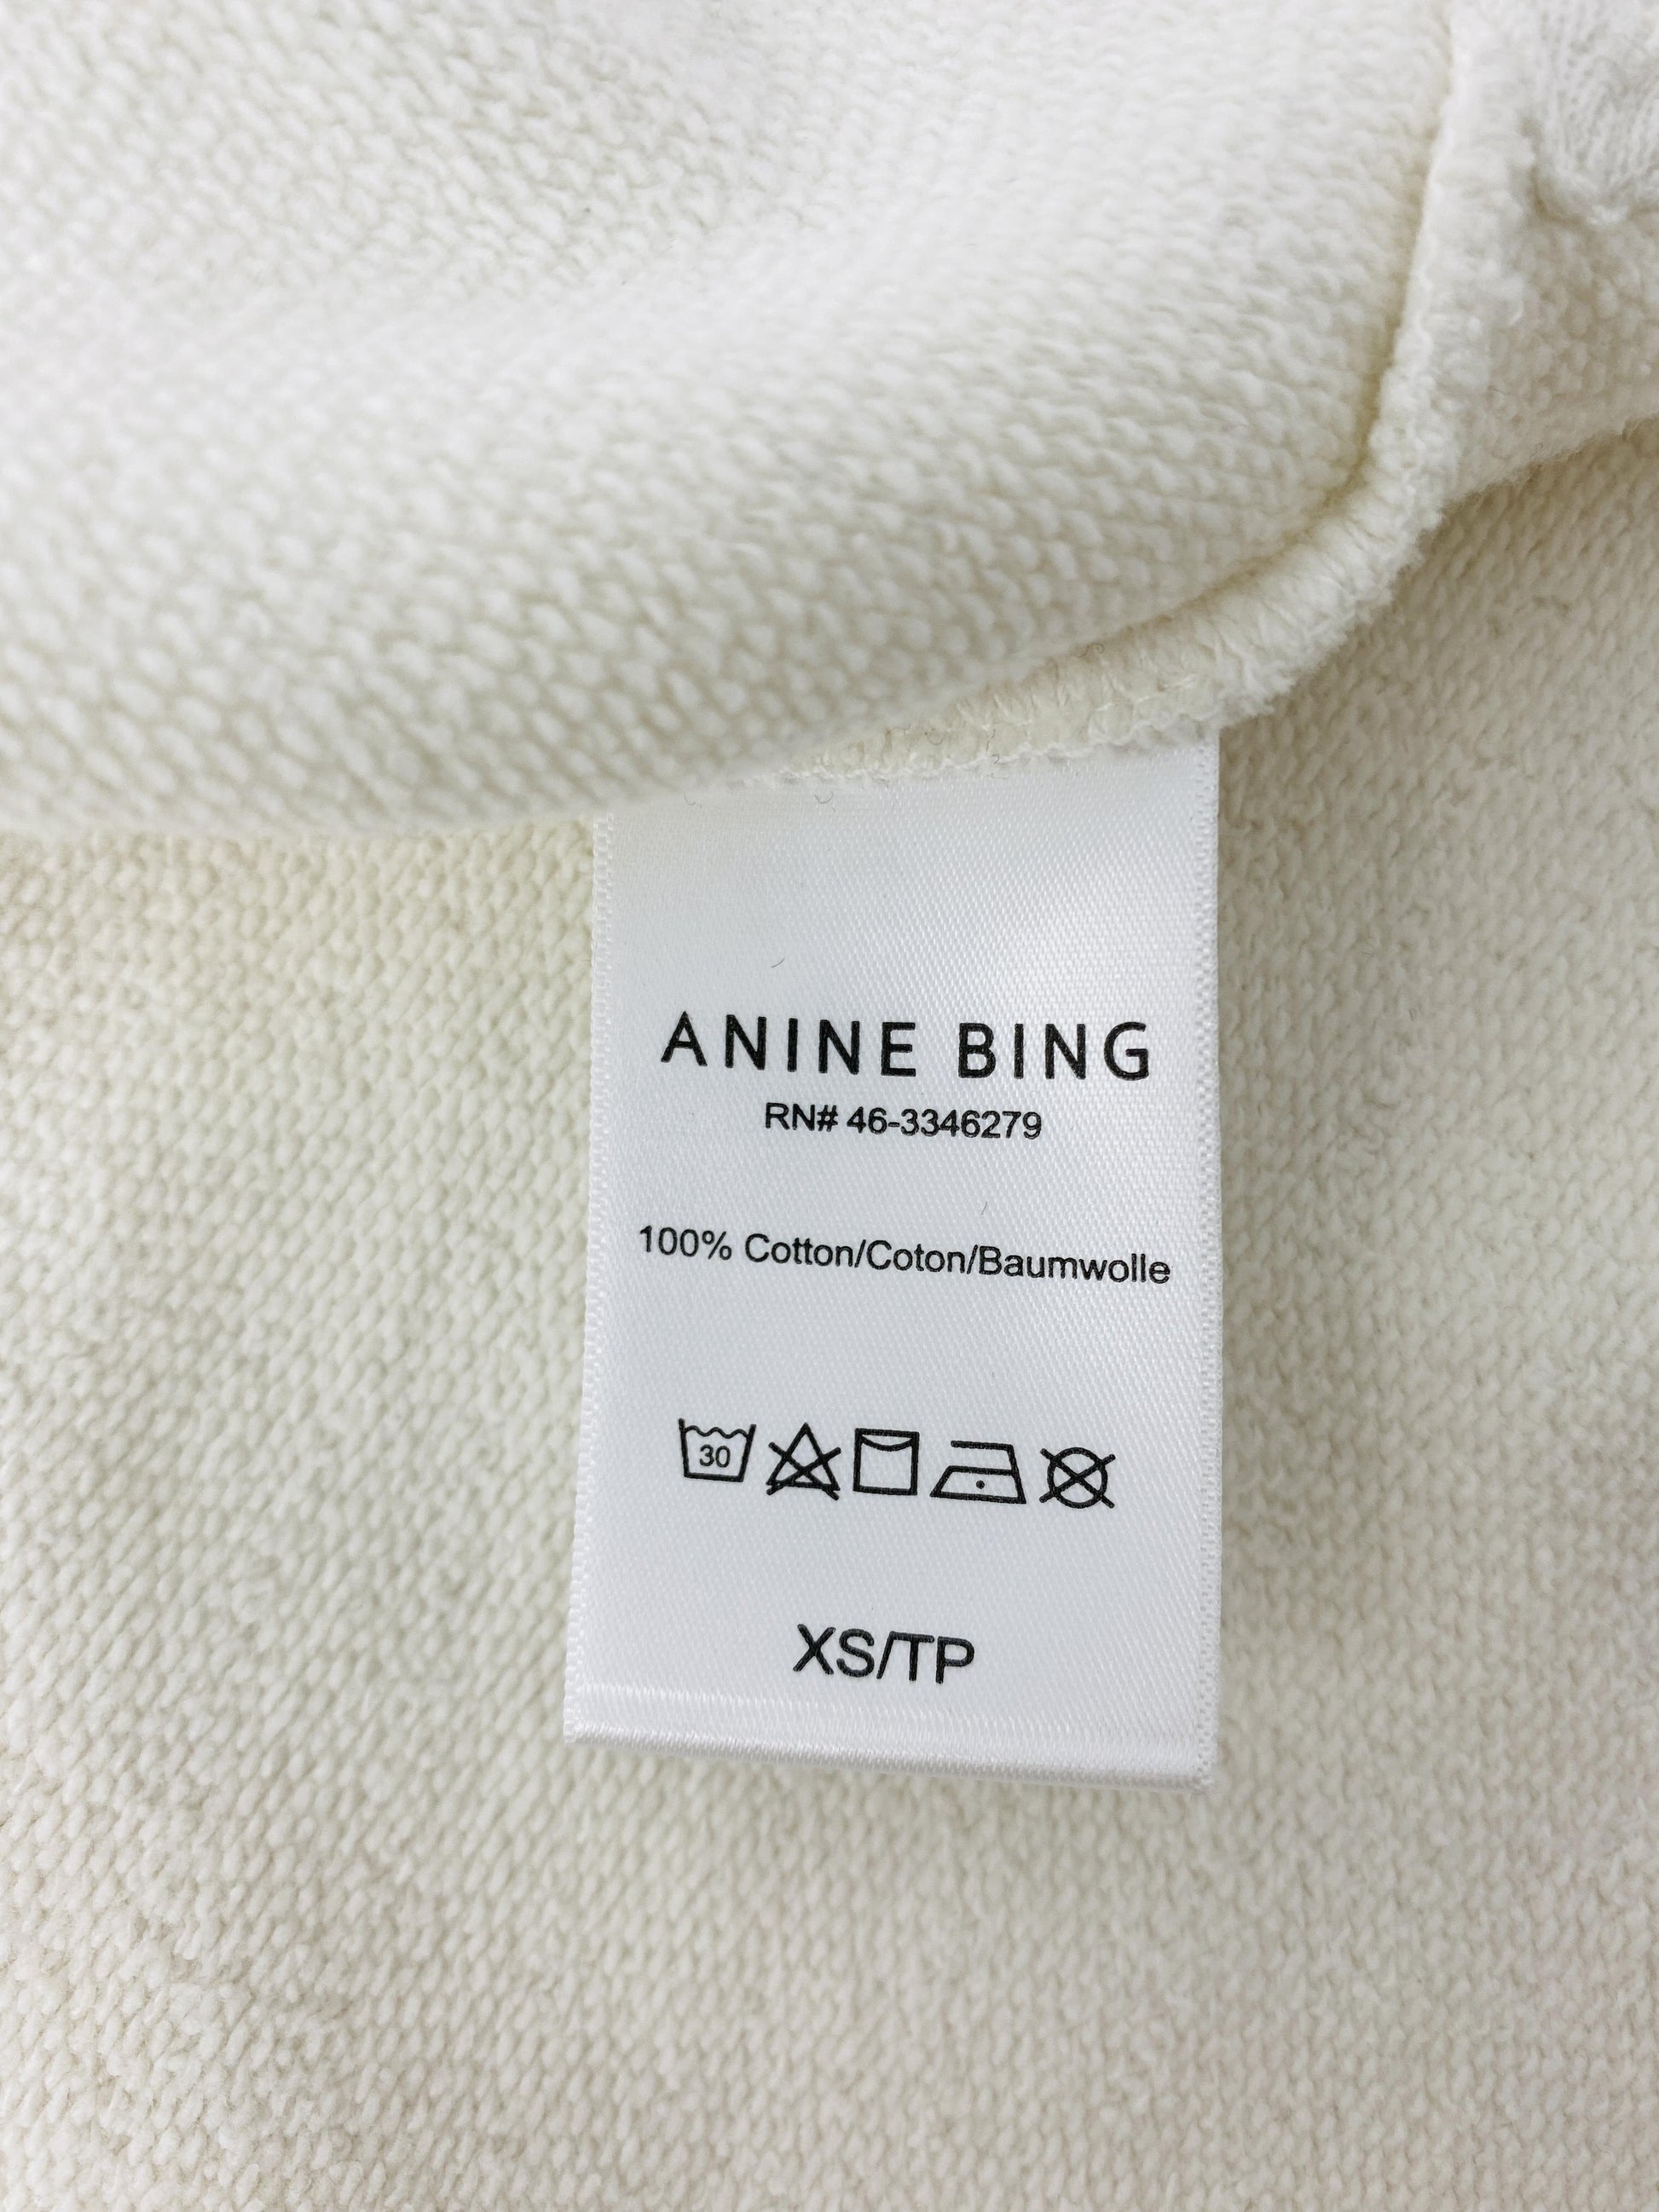 ANINE BING
RN# 46-3346279
100% Cotton/Coton/Baumwolle
30
XS/TP